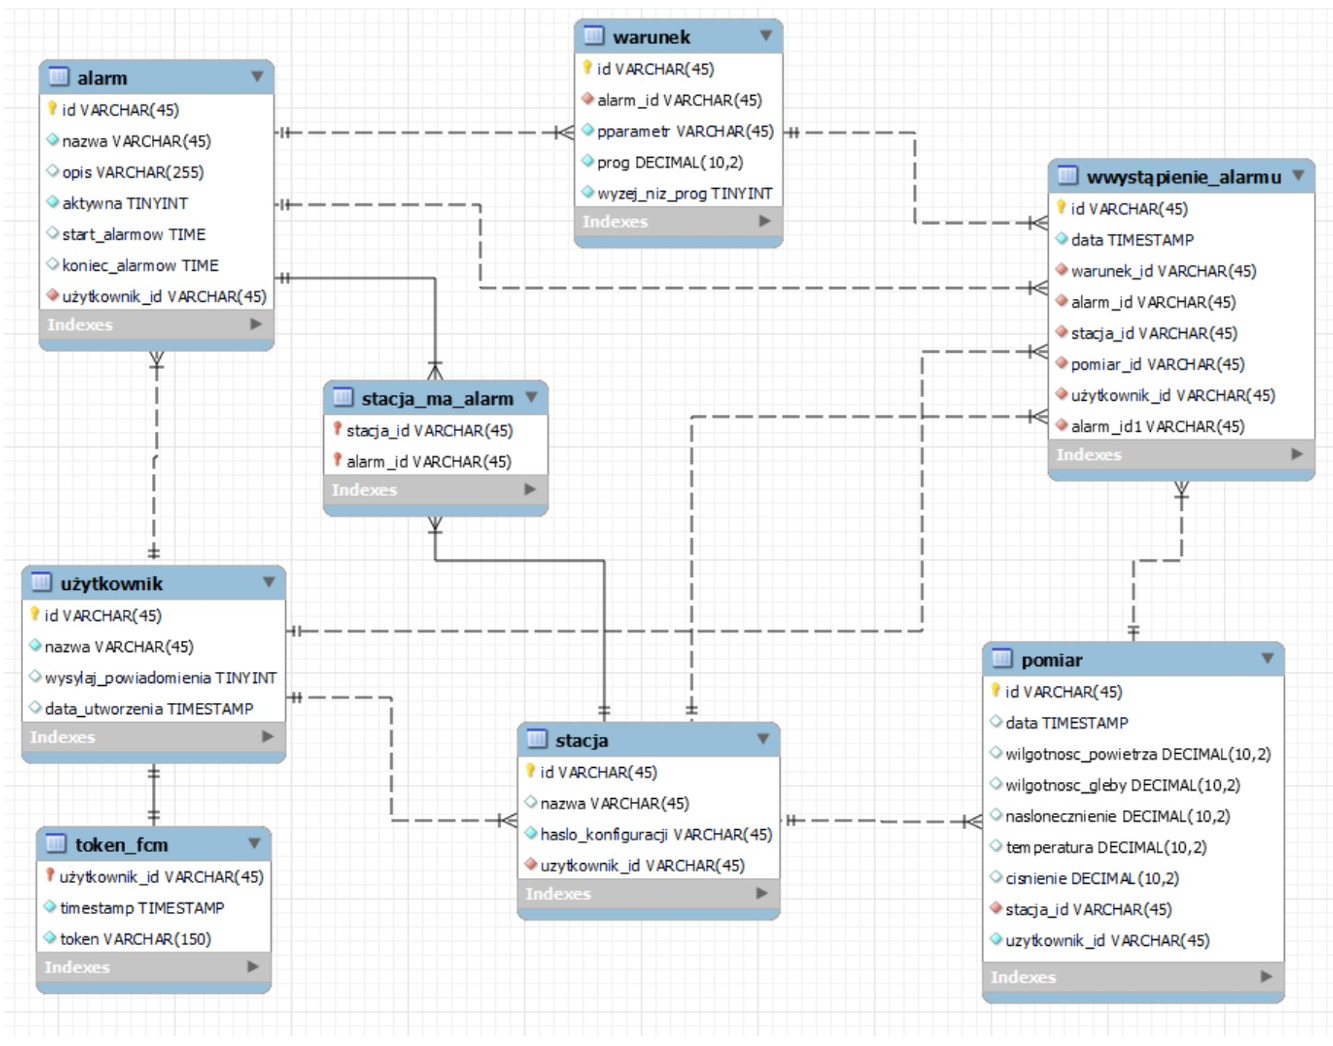 alarm
id VARCHAR(45)
nazwa VARCHAR(45)
opis VARCHAR(255)
aktywna TINYINT
start_alarmow TIME
koniec_alarmow TIME
użytkownik_id VARCHAR(45)
Indexes
warunek
id VARCHAR(45)
alarm_id VARCHAR(45)
pparametr VARCHAR(45)
prog DECIMAL(10,2)
wyzej_niz_prog TINYINT
Indexes
wwystąpienie_alarmu
id VARCHAR(45)
data TIMESTAMP
warunek_id VARCHAR(45)
alarm_id VARCHAR(45)
stacja_id VARCHAR(45)
pomiar_id VARCHAR(45)
użytkownik_id VARCHAR(45)
alarm_id1 VARCHAR(45)
Indexes
stacja_ma_alarm
stacja_id VARCHAR(45)
alarm_id VARCHAR(45)
Indexes
użytkownik
id VARCHAR(45)
nazwa VARCHAR(45)
wysylaj_powiadomienia TINYINT
data_utworzenia TIMESTAMP
Indexes
token_fcm
użytkownik_id VARCHAR(45)
timestamp TIMESTAMP
token VARCHAR(150)
Indexes
stacja
id VARCHAR(45)
nazwa VARCHAR(45)
haslo_konfiguracji VARCHAR(45)
uzytkownik_id VARCHAR(45)
Indexes
pomiar
id VARCHAR(45)
data TIMESTAMP
wilgotnosc_powietrza DECIMAL(10,2)
wilgotnosc_gleby DECIMAL(10,2)
naslonecznienie DECIMAL(10,2)
temperatura DECIMAL(10,2)
cisnienie DECIMAL(10,2)
stacja_id VARCHAR(45)
uzytkownik_id VARCHAR(45)
Indexes